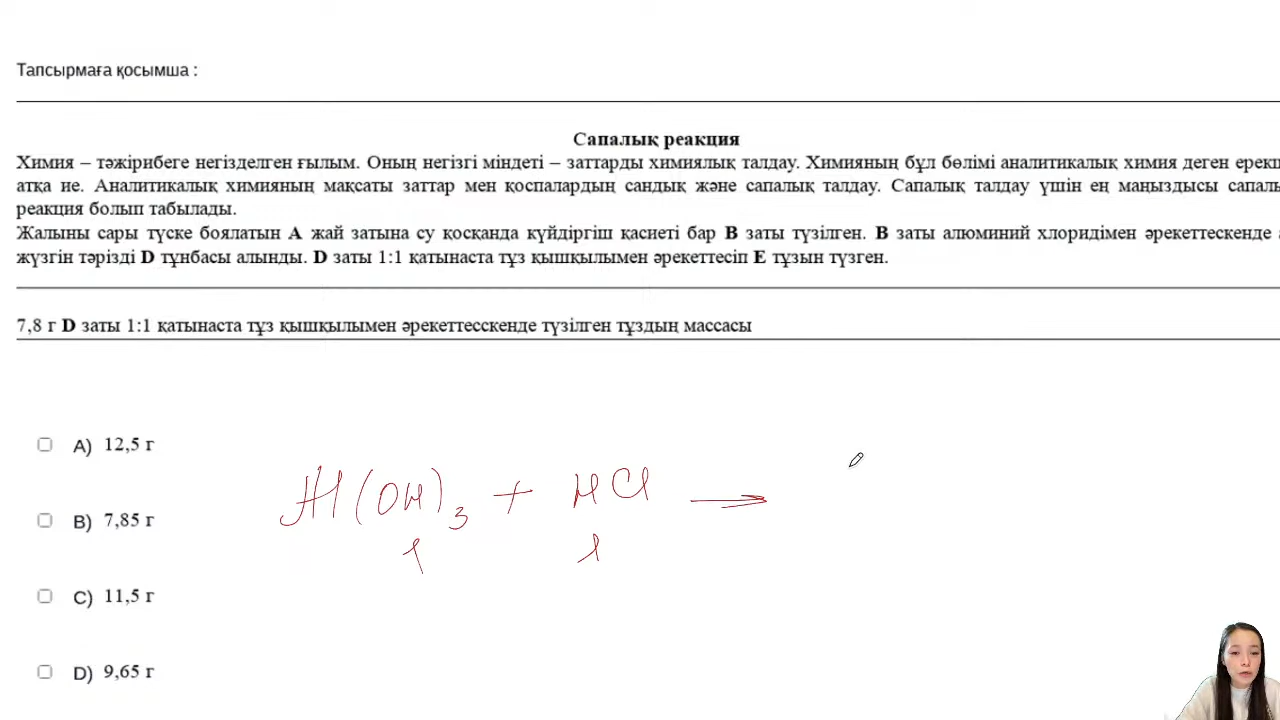 Тапсырмаға қосымша :
Сапалық реакция
Химия – тәжірибеге негізделген ғылым. Оның негізгі міндеті – заттарды химиялық талдау. Химияның бұл бөлімі аналитикалық химия деген ерекш
атқа ие. Аналитикалық химияның мақсаты заттар мен қоспалардың сандық және сапалық талдау. Сапалық талдау үшін ең маңыздысы сапалы
реакция болып табылады.
Жалыны сары түске боялатын А жай затына су қосқанда күйдіргіш қасиеті бар В заты түзілген. В заты алюминий хлоридімен әрекеттескенде
жүзгін тәрізді D тұнбасы алынды. D заты 1:1 қатынаста тұз қышқылымен әрекеттесіп Е тұзын түзген.
7,8 г D заты 1:1 қатынаста тұз қышқылымен әрекеттесскенде түзілген тұздың массасы
A) 12,5 г
B) 7,85 г
Al(OH)₃ + HCl →
1 1
C) 11,5 г
D) 9,65 г